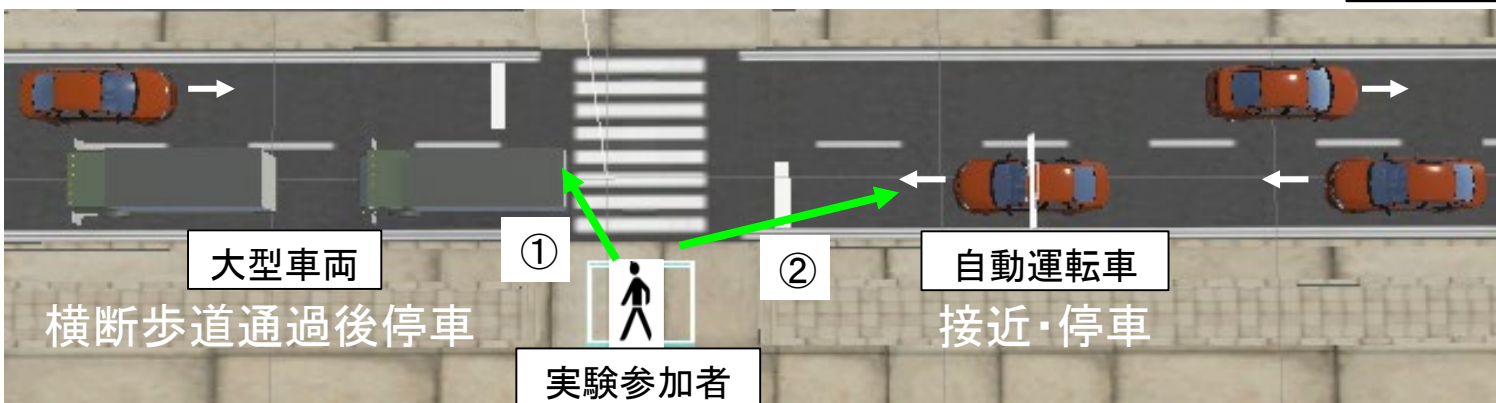 ①
②
大型車両
自動運転車
横断歩道通過後停車
接近・停車
実験参加者